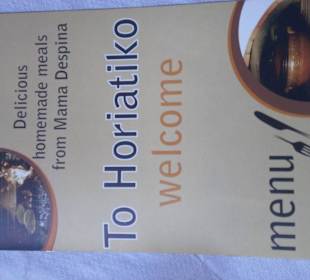 Delicious
homemade meals
from Mama Despina
To Horiatiko
welcome
menu